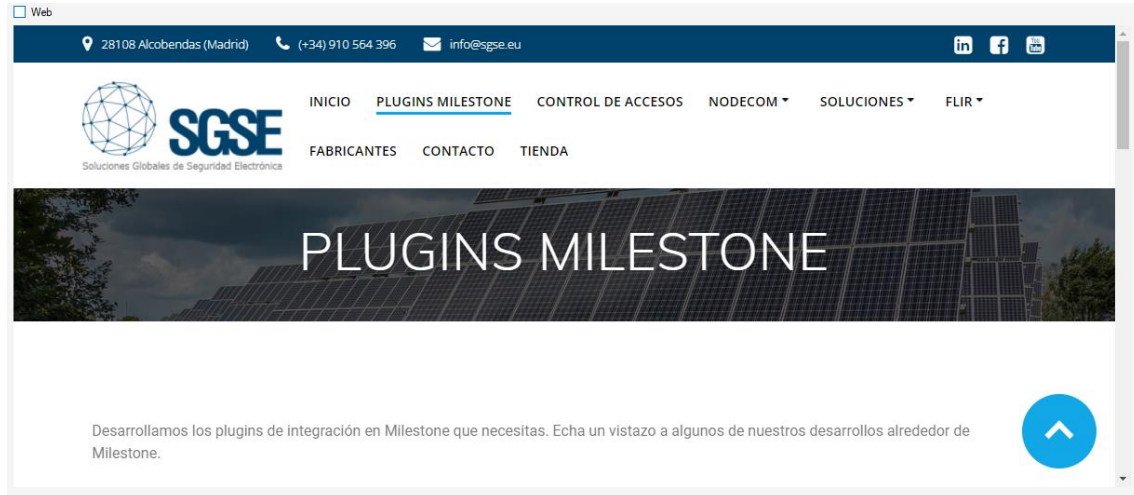 Web
28108 Alcobendas (Madrid) (+34) 910 564 396 info@sgse.eu
in f You Tube
SGSE
Soluciones Globales de Seguridad Electrónica
INICIO PLUGINS MILESTONE CONTROL DE ACCESOS NODECOM SOLUCIONES FLIR
FABRICANTES CONTACTO TIENDA
PLUGINS MILESTONE
Desarrollamos los plugins de integración en Milestone que necesitas. Echa un vistazo a algunos de nuestros desarrollos alrededor de
Milestone.